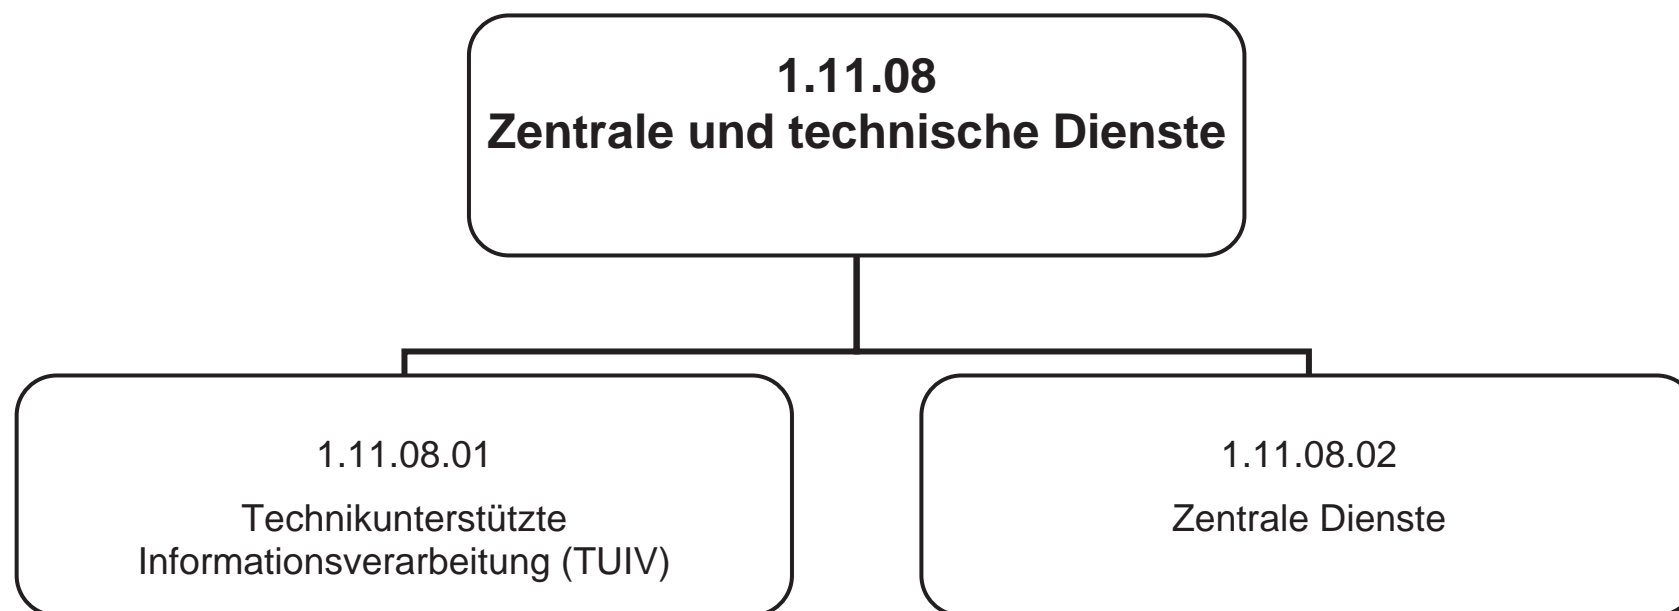 1.11.08
Zentrale und technische Dienste
1.11.08.01
Technikunterstützte
Informationsverarbeitung (TUIV)
1.11.08.02
Zentrale Dienste